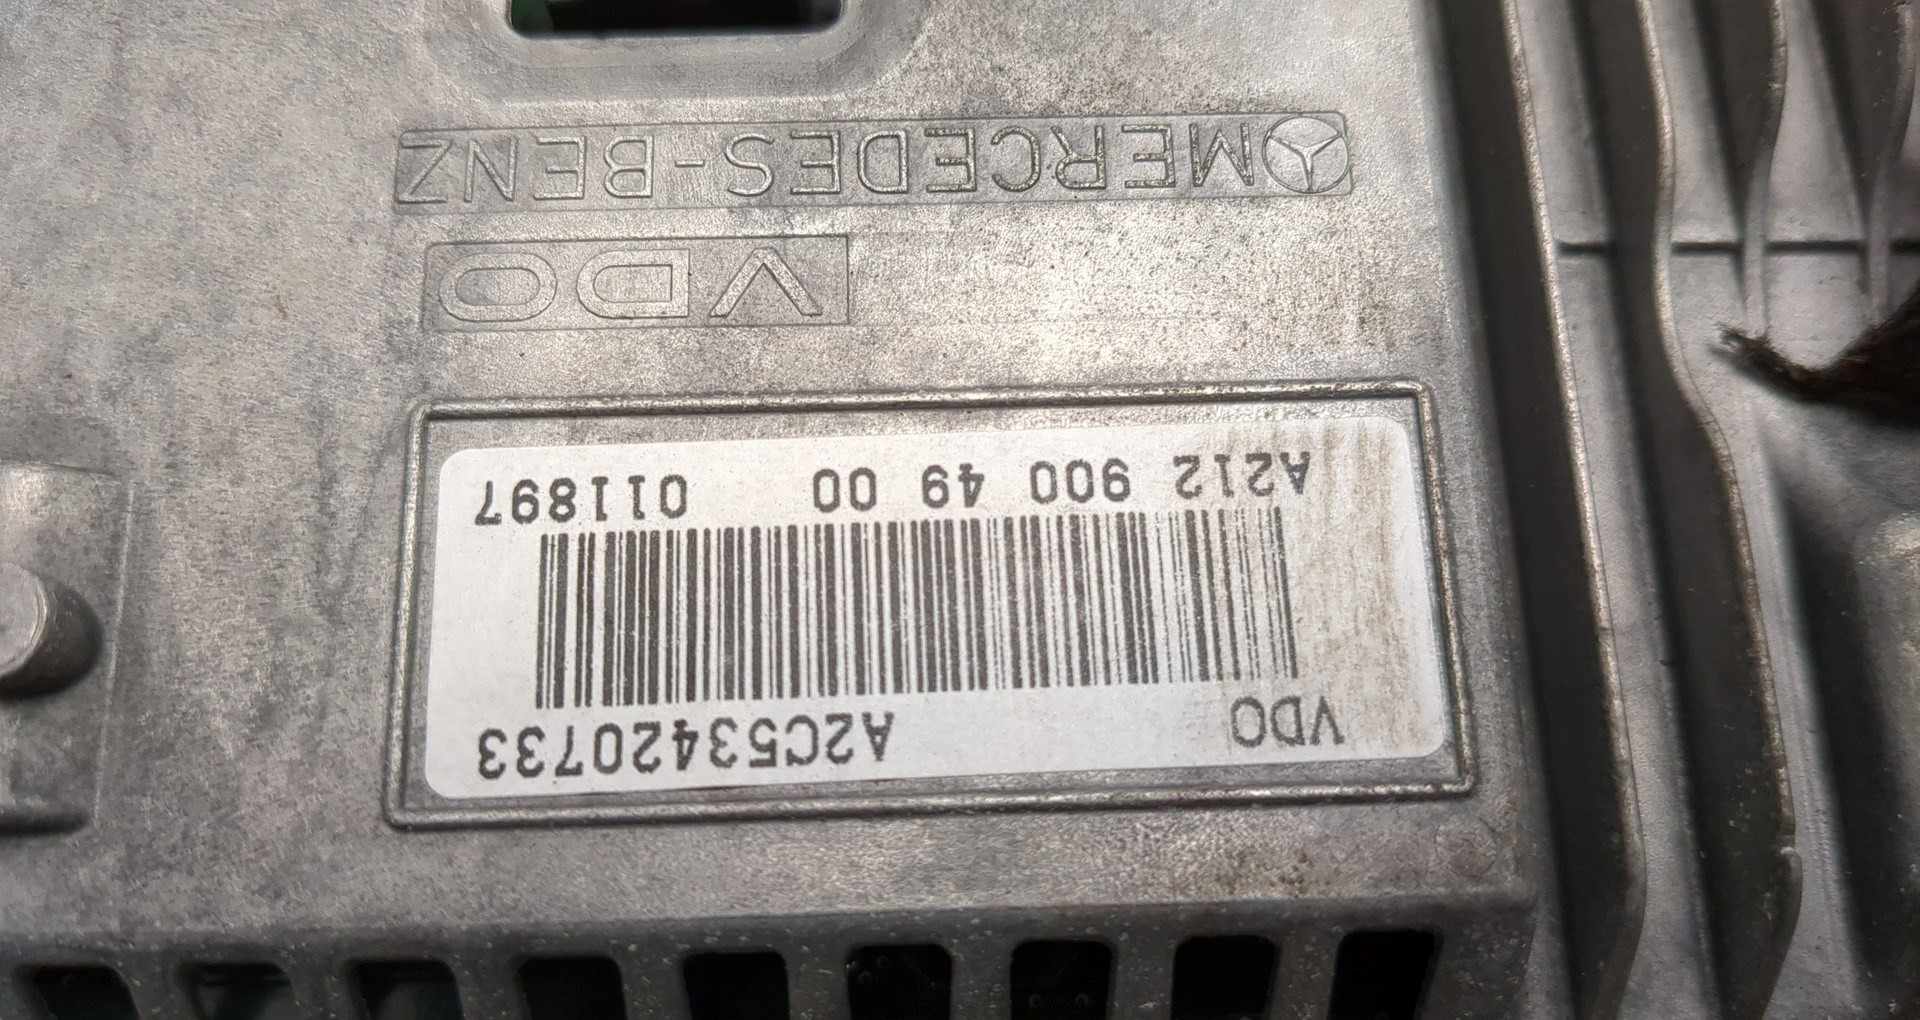 VDO A2C53420733
A212 900 49 00 011897
VDO
MERCEDES-BENZ